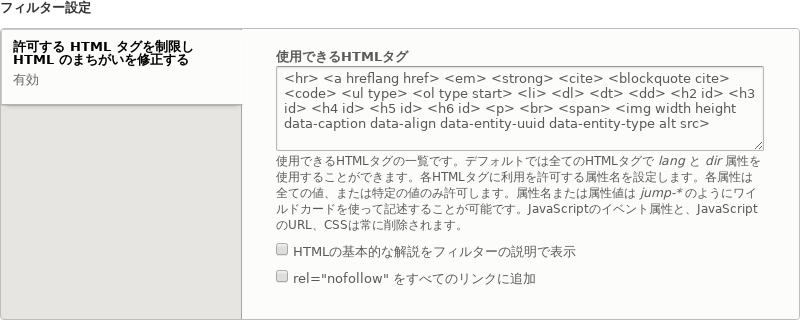 フィルター設定
許可する HTML タグを制限し
HTML のまちがいを修正する
有効
使用できるHTMLタグ
<hr> <a hreflang href> <em> <strong> <cite> <blockquote cite>
<code> <ul type> <ol type start> <li> <dl> <dt> <dd> <h2 id> <h3
id> <h4 id> <h5 id> <h6 id> <p> <br> <span> <img width height
data-caption data-align data-entity-uuid data-entity-type alt src>
使用できるHTMLタグの一覧です。デフォルトでは全てのHTMLタグで lang と dir 属性を
使用することができます。各HTMLタグに利用を許可する属性名を設定します。各属性は
全ての値、または特定の値のみ許可します。属性名または属性値は jump-* のようにワイ
ルドカードを使って記述することが可能です。JavaScriptのイベント属性と、JavaScript
のURL、CSSは常に削除されます。
HTMLの基本的な解説をフィルターの説明で表示
rel="nofollow" をすべてのリンクに追加